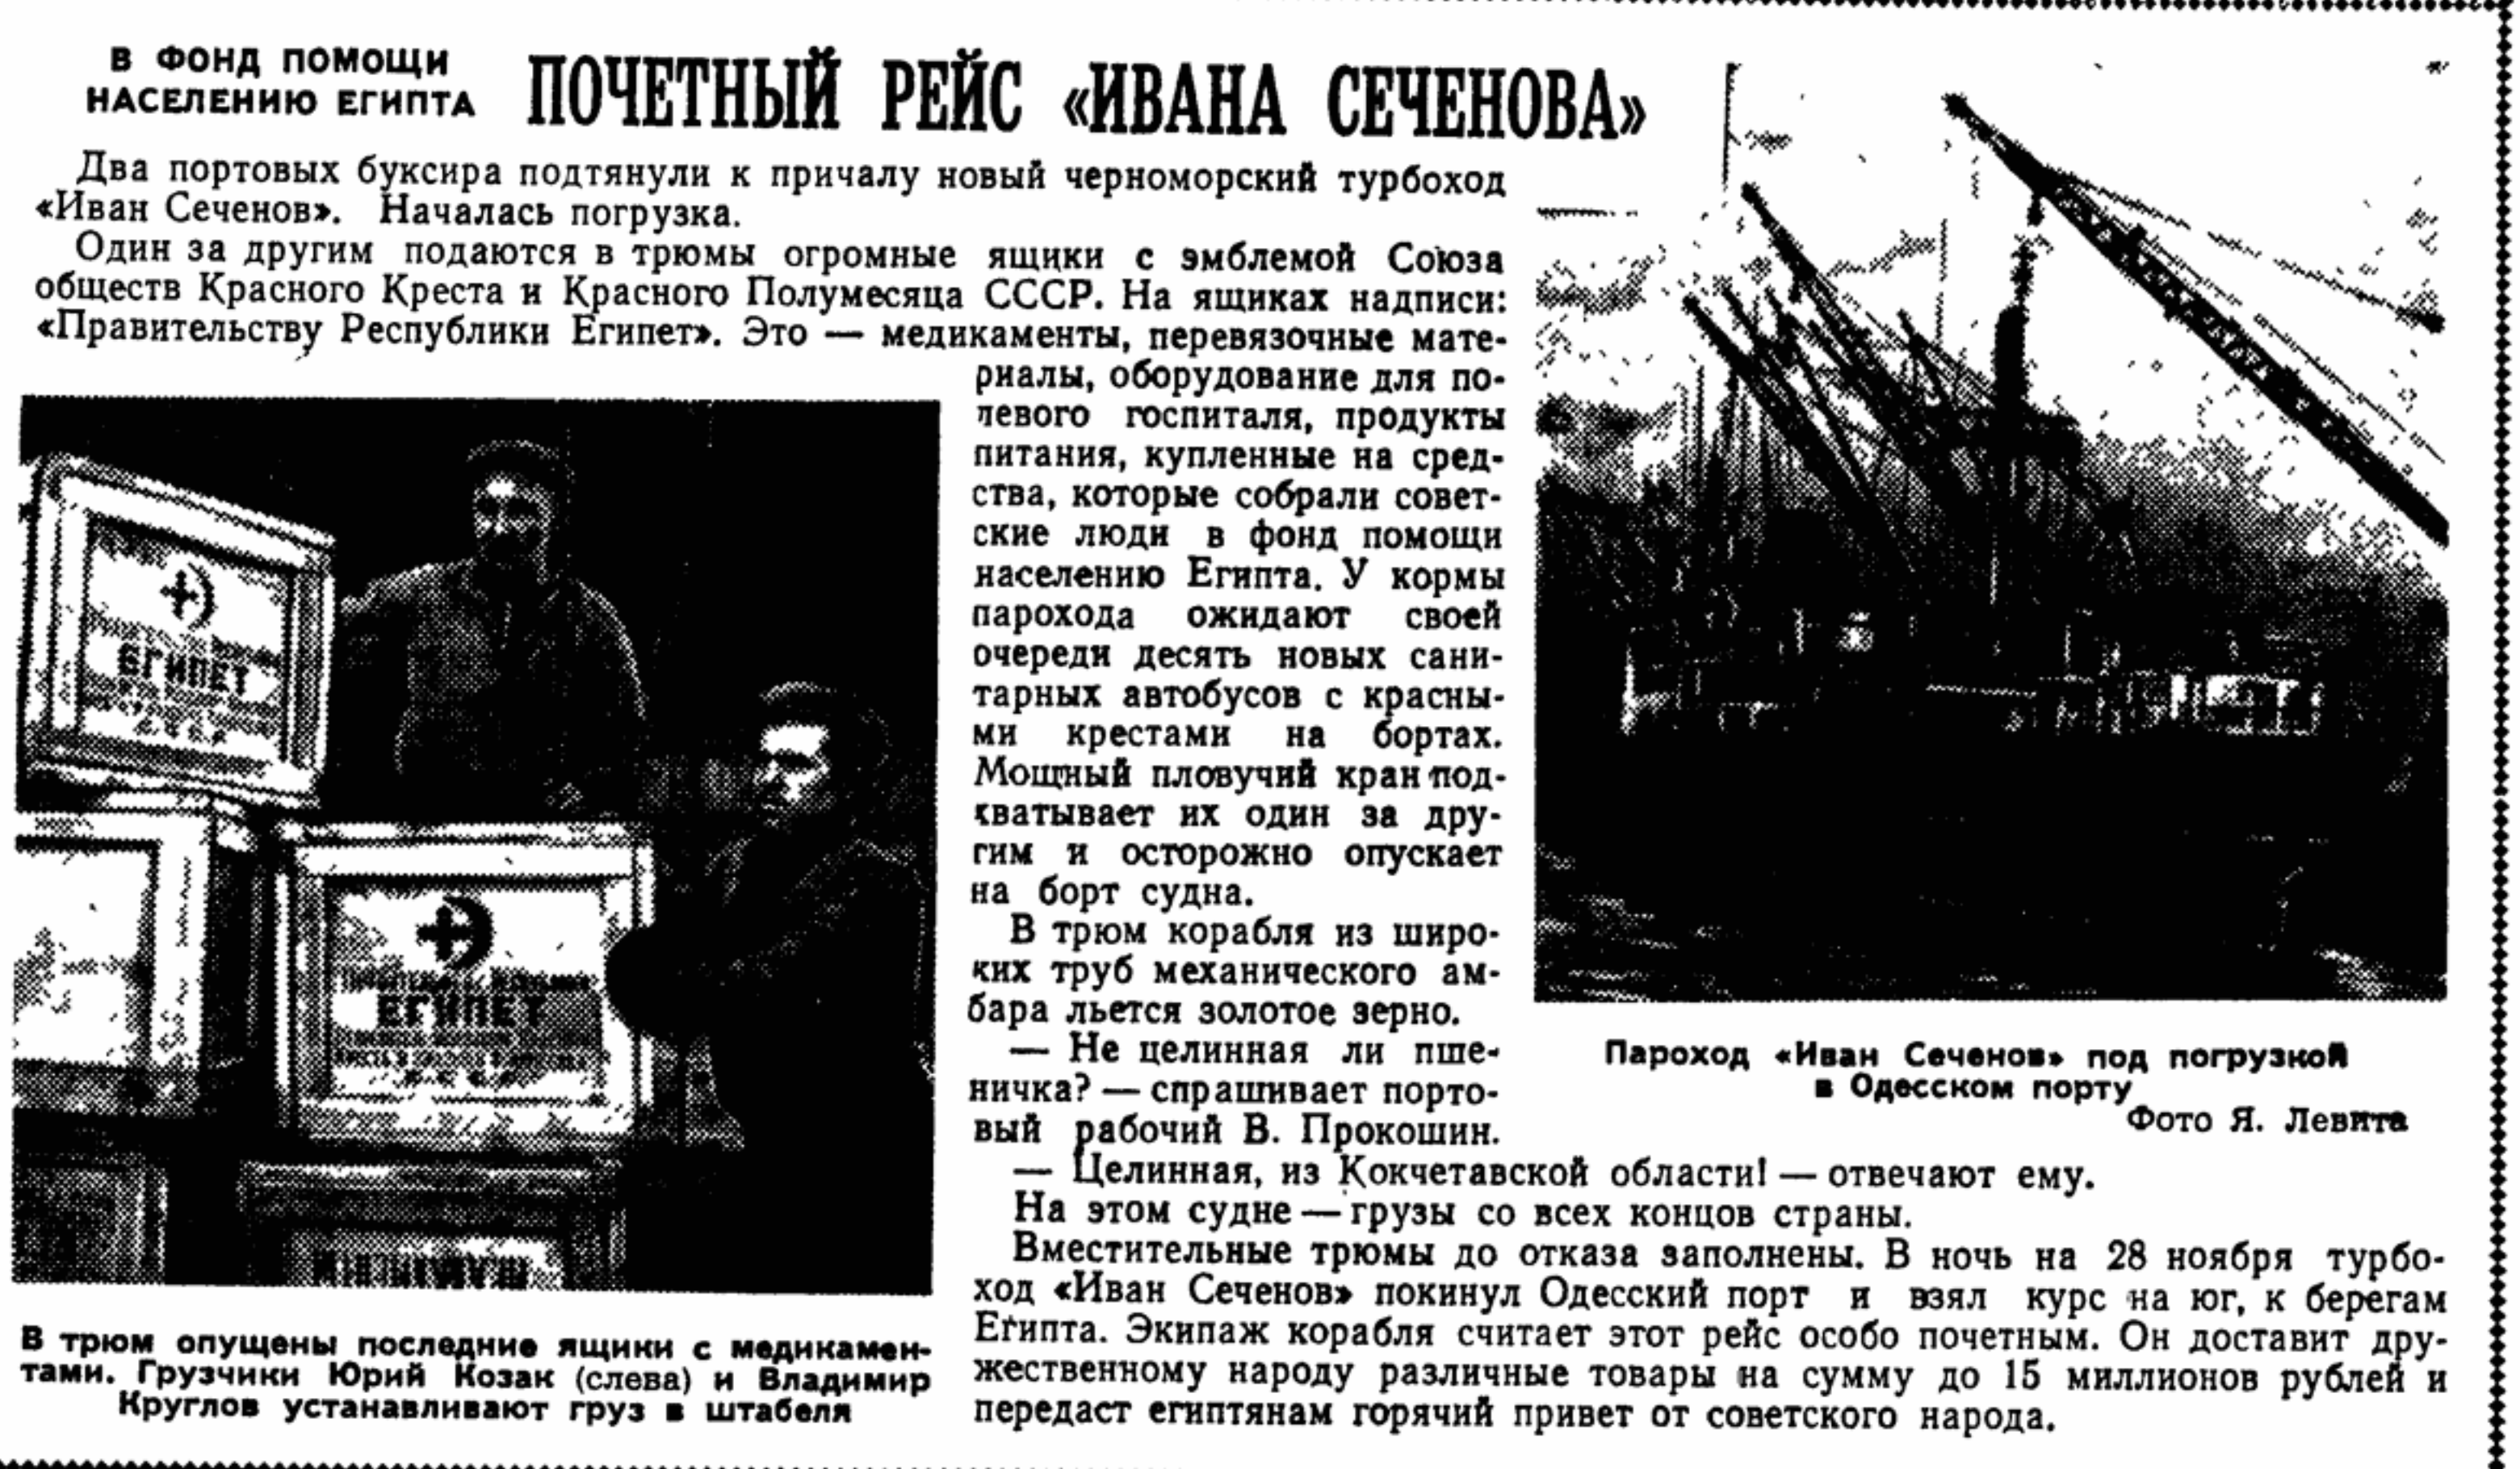 В ФОНД ПОМОЩИ
НАСЕЛЕНИЮ ЕГИПТА
ПОЧЕТНЫЙ РЕЙС «ИВАНА СЕЧЕНОВА»
Два портовых буксира подтянули к причалу новый черноморский турбоход
«Иван Сеченов». Началась погрузка.
Один за другим подаются в трюмы огромные ящики с эмблемой Союза
обществ Красного Креста и Красного Полумесяца СССР. На ящиках надписи:
«Правительству Республики Египет». Это — медикаменты, перевязочные мате-
риалы, оборудование для по-
левого госпиталя, продукты
питания, купленные на сред-
ства, которые собрали совет-
ские люди в фонд помощи
населению Египта. У кормы
парохода ожидают своей
очереди десять новых сани-
тарных автобусов с красны-
ми крестами на бортах.
Мощный пловучий кран под-
хватывает их один за дру-
гим и осторожно опускает
на борт судна.
В трюм корабля из широ-
ких труб механического ам-
бара льется золотое зерно.
— Не целинная ли пше-
ничка? — спрашивает порто-
вый рабочий В. Прокошин.
— Целинная, из Кокчетавской области! — отвечают ему.
На этом судне — грузы со всех концов страны.
Вместительные трюмы до отказа заполнены. В ночь на 28 ноября турбо-
ход «Иван Сеченов» покинул Одесский порт и взял курс на юг, к берегам
Египта. Экипаж корабля считает этот рейс особо почетным. Он доставит дру-
жественному народу различные товары на сумму до 15 миллионов рублей и
передаст египтянам горячий привет от советского народа.
ЕГИПЕТ
ЕГИПЕТ
В трюм опущены последние ящики с медикамен-
тами. Грузчики Юрий Козак (слева) и Владимир
Круглов устанавливают груз в штабеля
Пароход «Иван Сеченов» под погрузкой
в Одесском порту
Фото Я. Левита